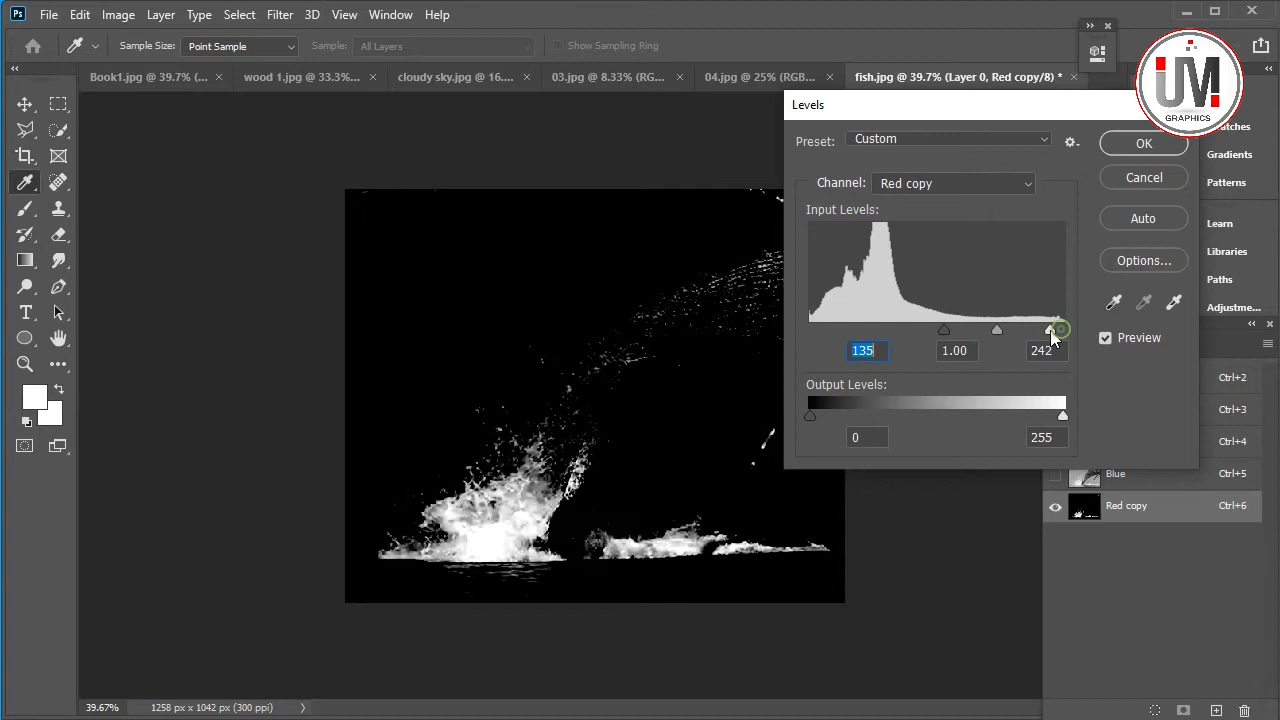 Ps File Edit Image Layer Type Select Filter 3D View Window Help
Sample Size: Point Sample Sample: All Layers Show Sampling Ring
Book1.jpg @ 39.7% (... × wood 1.jpg @ 33.3%... × cloudy sky.jpg @ 16.... × 03.jpg @ 8.33% (RG... × 04.jpg @ 25% (RGB... × fish.jpg @ 39.7% (Layer 0, Red copy/8) * ×
UM
GRAPHICS
Levels
Preset: Custom
OK
Channel: Red copy
Cancel
Input Levels:
Auto
Options...
135 1.00 242
Preview
Output Levels:
0 255
Gradients
Patterns
Learn
Libraries
Paths
Adjustme...
Ctrl+2
Ctrl+3
Ctrl+4
Blue Ctrl+5
Red copy Ctrl+6
39.67% 1258 px x 1042 px (300 ppi)